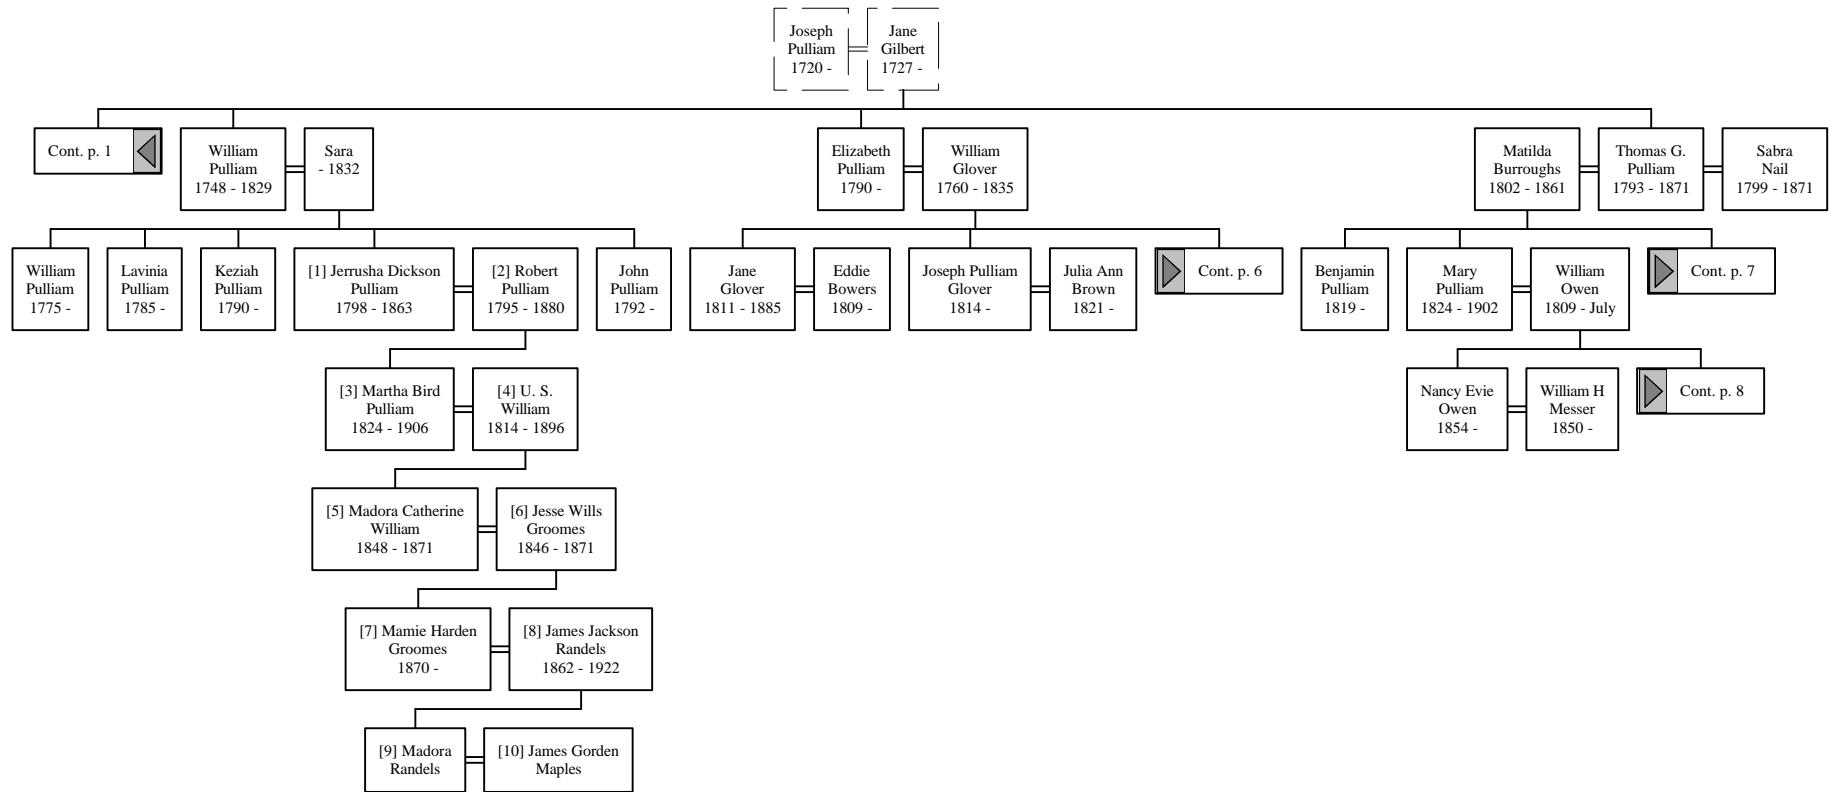 Joseph
Pulliam
1720 -
Jane
Gilbert
1727 -
Cont. p. 1
William
Pulliam
1748 - 1829
Sara
- 1832
Elizabeth
Pulliam
1790 -
William
Glover
1760 - 1835
Matilda
Burroughs
1802 - 1861
Thomas G.
Pulliam
1793 - 1871
Sabra
Nail
1799 - 1871
William
Pulliam
1775 -
Lavinia
Pulliam
1785 -
Keziah
Pulliam
1790 -
[1] Jerrusha Dickson
Pulliam
1798 - 1863
[2] Robert
Pulliam
1795 - 1880
John
Pulliam
1792 -
Jane
Glover
1811 - 1885
Eddie
Bowers
1809 -
Joseph Pulliam
Glover
1814 -
Julia Ann
Brown
1821 -
Cont. p. 6
Benjamin
Pulliam
1819 -
Mary
Pulliam
1824 - 1902
William
Owen
1809 - July
Cont. p. 7
[3] Martha Bird
Pulliam
1824 - 1906
[4] U. S.
William
1814 - 1896
Nancy Evie
Owen
1854 -
William H
Messer
1850 -
Cont. p. 8
[5] Madora Catherine
William
1848 - 1871
[6] Jesse Wills
Groomes
1846 - 1871
[7] Mamie Harden
Groomes
1870 -
[8] James Jackson
Randels
1862 - 1922
[9] Madora
Randels
[10] James Gorden
Maples